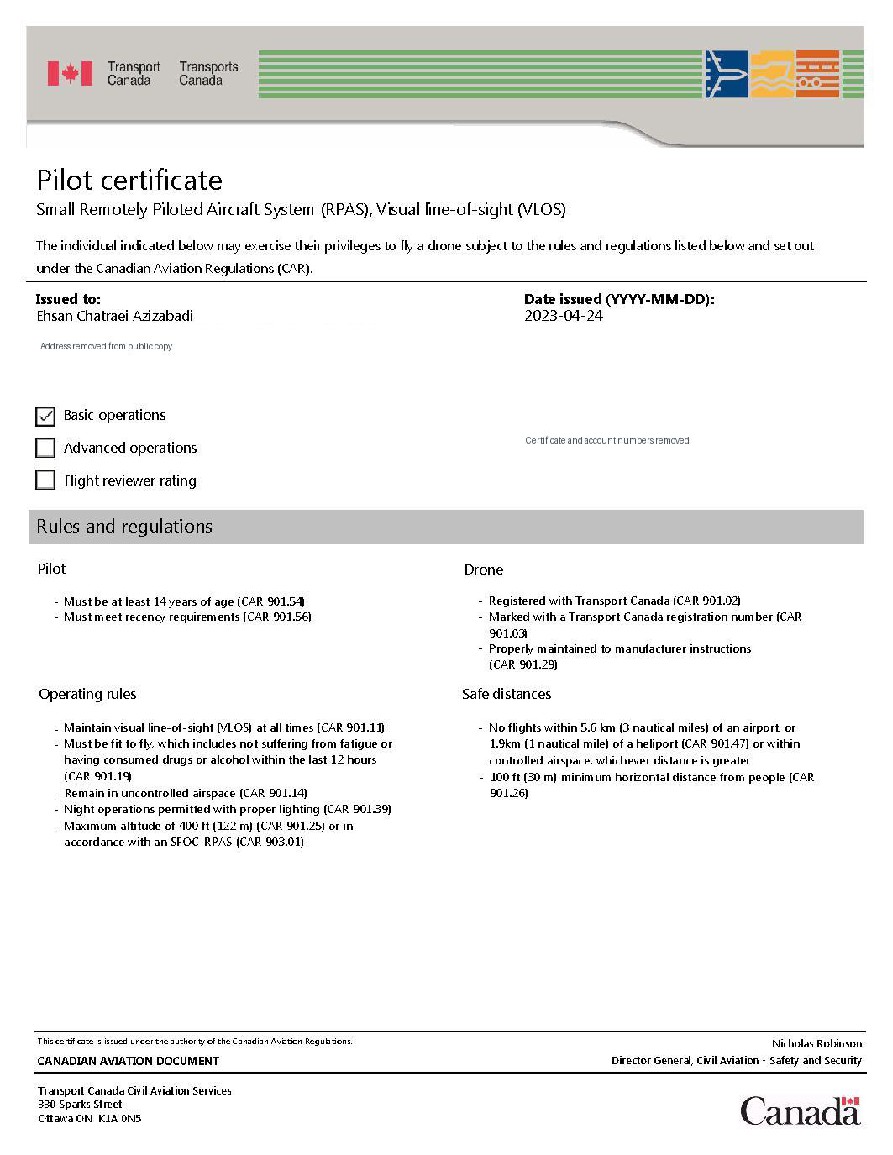 Transport Canada
Transports Canada
Pilot certificate
Small Remotely Piloted Aircraft System (RPAS), Visual line-of-sight (VLOS)
The individual indicated below may exercise their privileges to fly a drone subject to the rules and regulations listed below and set out
under the Canadian Aviation Regulations (CAR).
Issued to:
Ehsan Chatraei Azizabadi
Address removed from public copy
Date issued (YYYY-MM-DD):
2023-04-24
Basic operations
Advanced operations
Flight reviewer rating
Certificate and account numbers removed
Rules and regulations
Pilot
- Must be at least 14 years of age (CAR 901.54)
- Must meet recency requirements (CAR 901.56)
Drone
- Registered with Transport Canada (CAR 901.02)
- Marked with a Transport Canada registration number (CAR
901.03)
- Properly maintained to manufacturer instructions
(CAR 901.29)
Operating rules
- Maintain visual line-of-sight (VLOS) at all times (CAR 901.11)
- Must be fit to fly, which includes not suffering from fatigue or
having consumed drugs or alcohol within the last 12 hours
(CAR 901.19)
Remain in uncontrolled airspace (CAR 901.14)
- Night operations permitted with proper lighting (CAR 901.39)
Maximum altitude of 400 ft (122 m) (CAR 901.25) or in
accordance with an SFOC-RPAS (CAR 903.01)
Safe distances
- No flights within 5.6 km (3 nautical miles) of an airport, or
1.9km (1 nautical mile) of a heliport (CAR 901.47) or within
controlled airspace, whichever distance is greater
- 100 ft (30 m) minimum horizontal distance from people (CAR
901.26)
This certificate is issued under the authority of the Canadian Aviation Regulations.
CANADIAN AVIATION DOCUMENT
Nicholas Robinson
Director General, Civil Aviation - Safety and Security
Transport Canada Civil Aviation Services
330 Sparks Street
Ottawa ON K1A 0N5
Canada